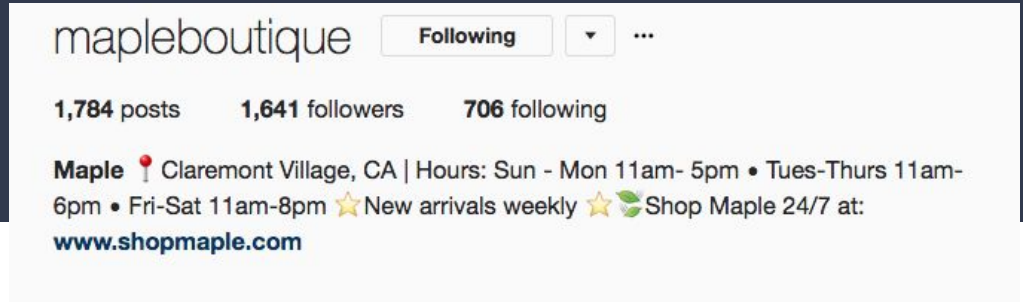 mapleboutique Following ▼ •••
1,784 posts 1,641 followers 706 following
Maple 📍 Claremont Village, CA | Hours: Sun - Mon 11am- 5pm • Tues-Thurs 11am-
6pm • Fri-Sat 11am-8pm ⭐ New arrivals weekly ⭐ 🍃 Shop Maple 24/7 at:
www.shopmaple.com